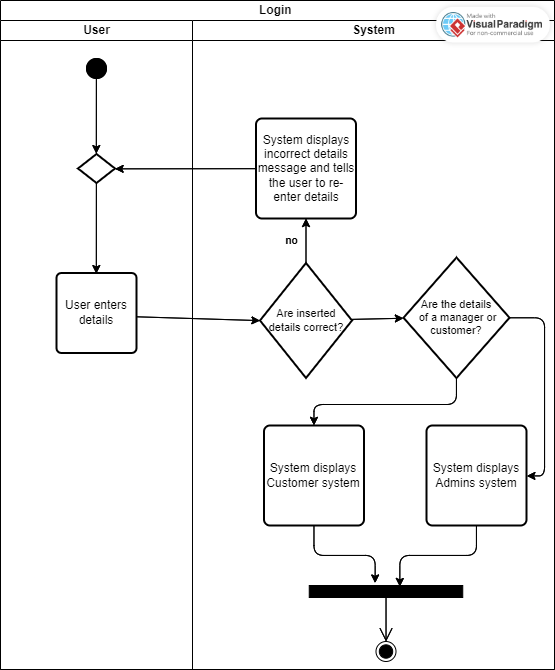 Login
Made with
Visual Paradigm
For non-commercial use
User
System
System displays
incorrect details
message and tells
the user to re-
enter details
no
User enters
details
Are inserted
details correct?
Are the details
of a manager or
customer?
System displays
Customer system
System displays
Admins system